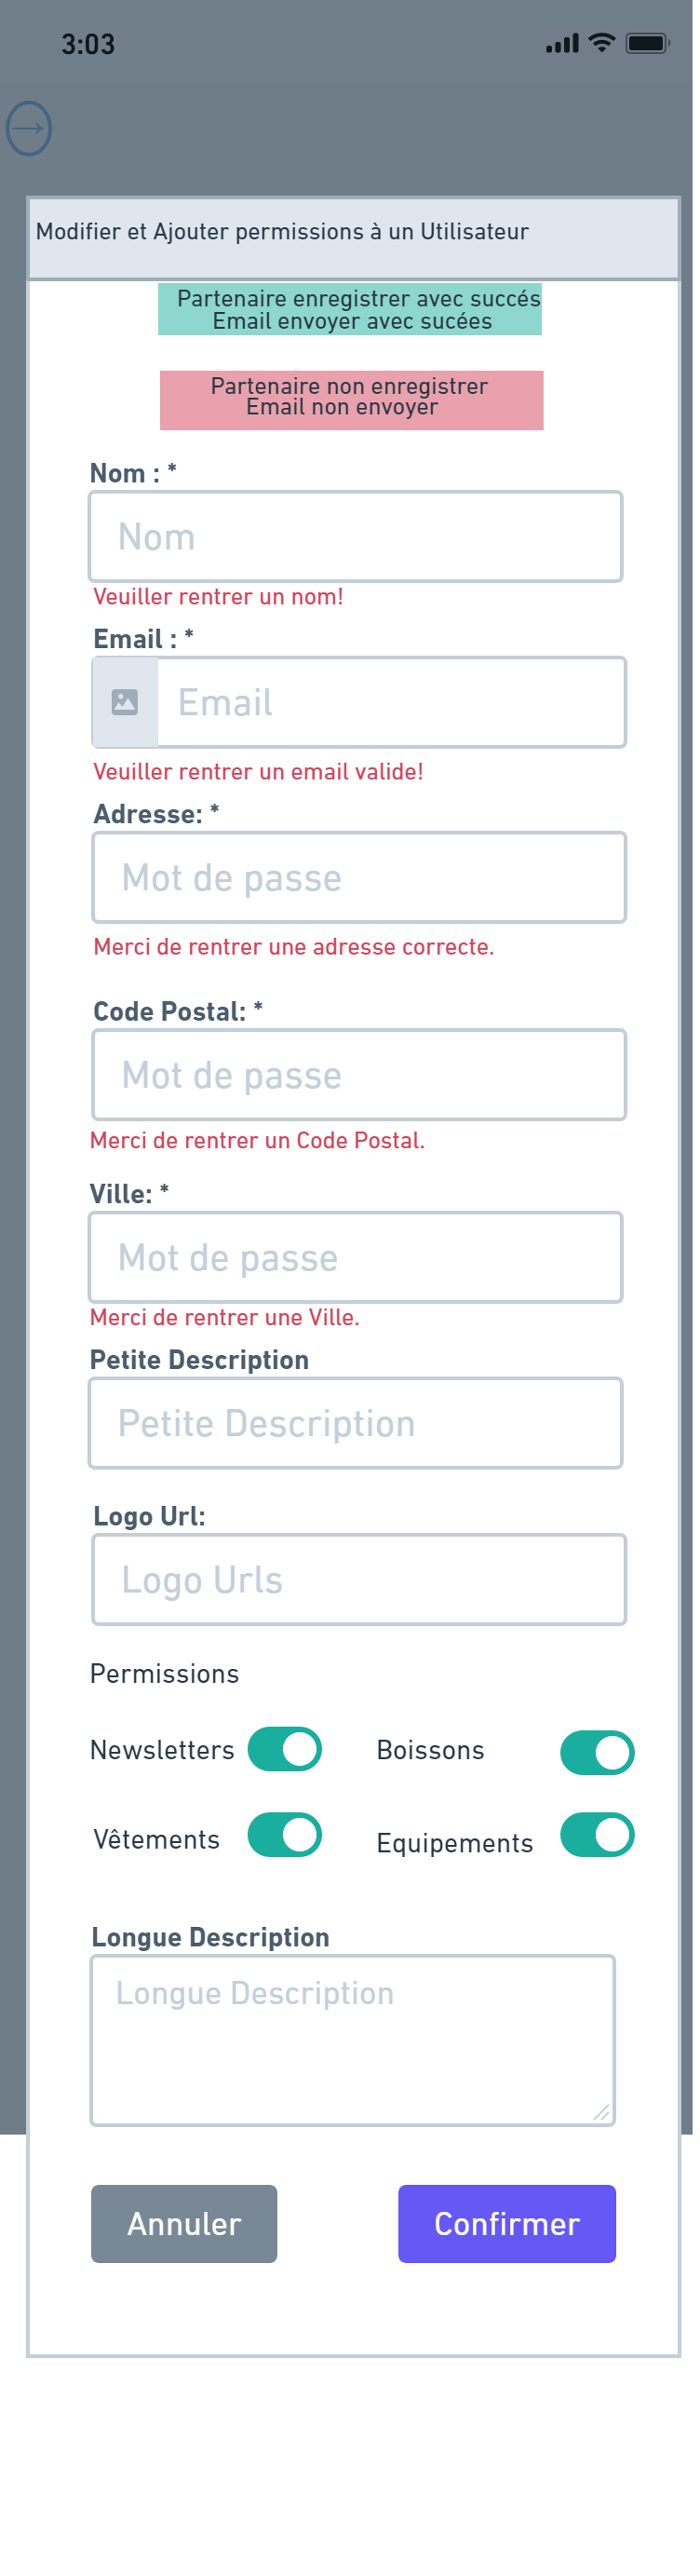 3:03
Modifier et Ajouter permissions à un Utilisateur
Partenaire enregistrer avec succés
Email envoyer avec sucées
Partenaire non enregistrer
Email non envoyer
Nom : *
Nom
Veuiller rentrer un nom!
Email : *
Email
Veuiller rentrer un email valide!
Adresse: *
Mot de passe
Merci de rentrer une adresse correcte.
Code Postal: *
Mot de passe
Merci de rentrer un Code Postal.
Ville: *
Mot de passe
Merci de rentrer une Ville.
Petite Description
Petite Description
Logo Url:
Logo Urls
Permissions
Newsletters Boissons
Vêtements Equipements
Longue Description
Longue Description
Annuler Confirmer